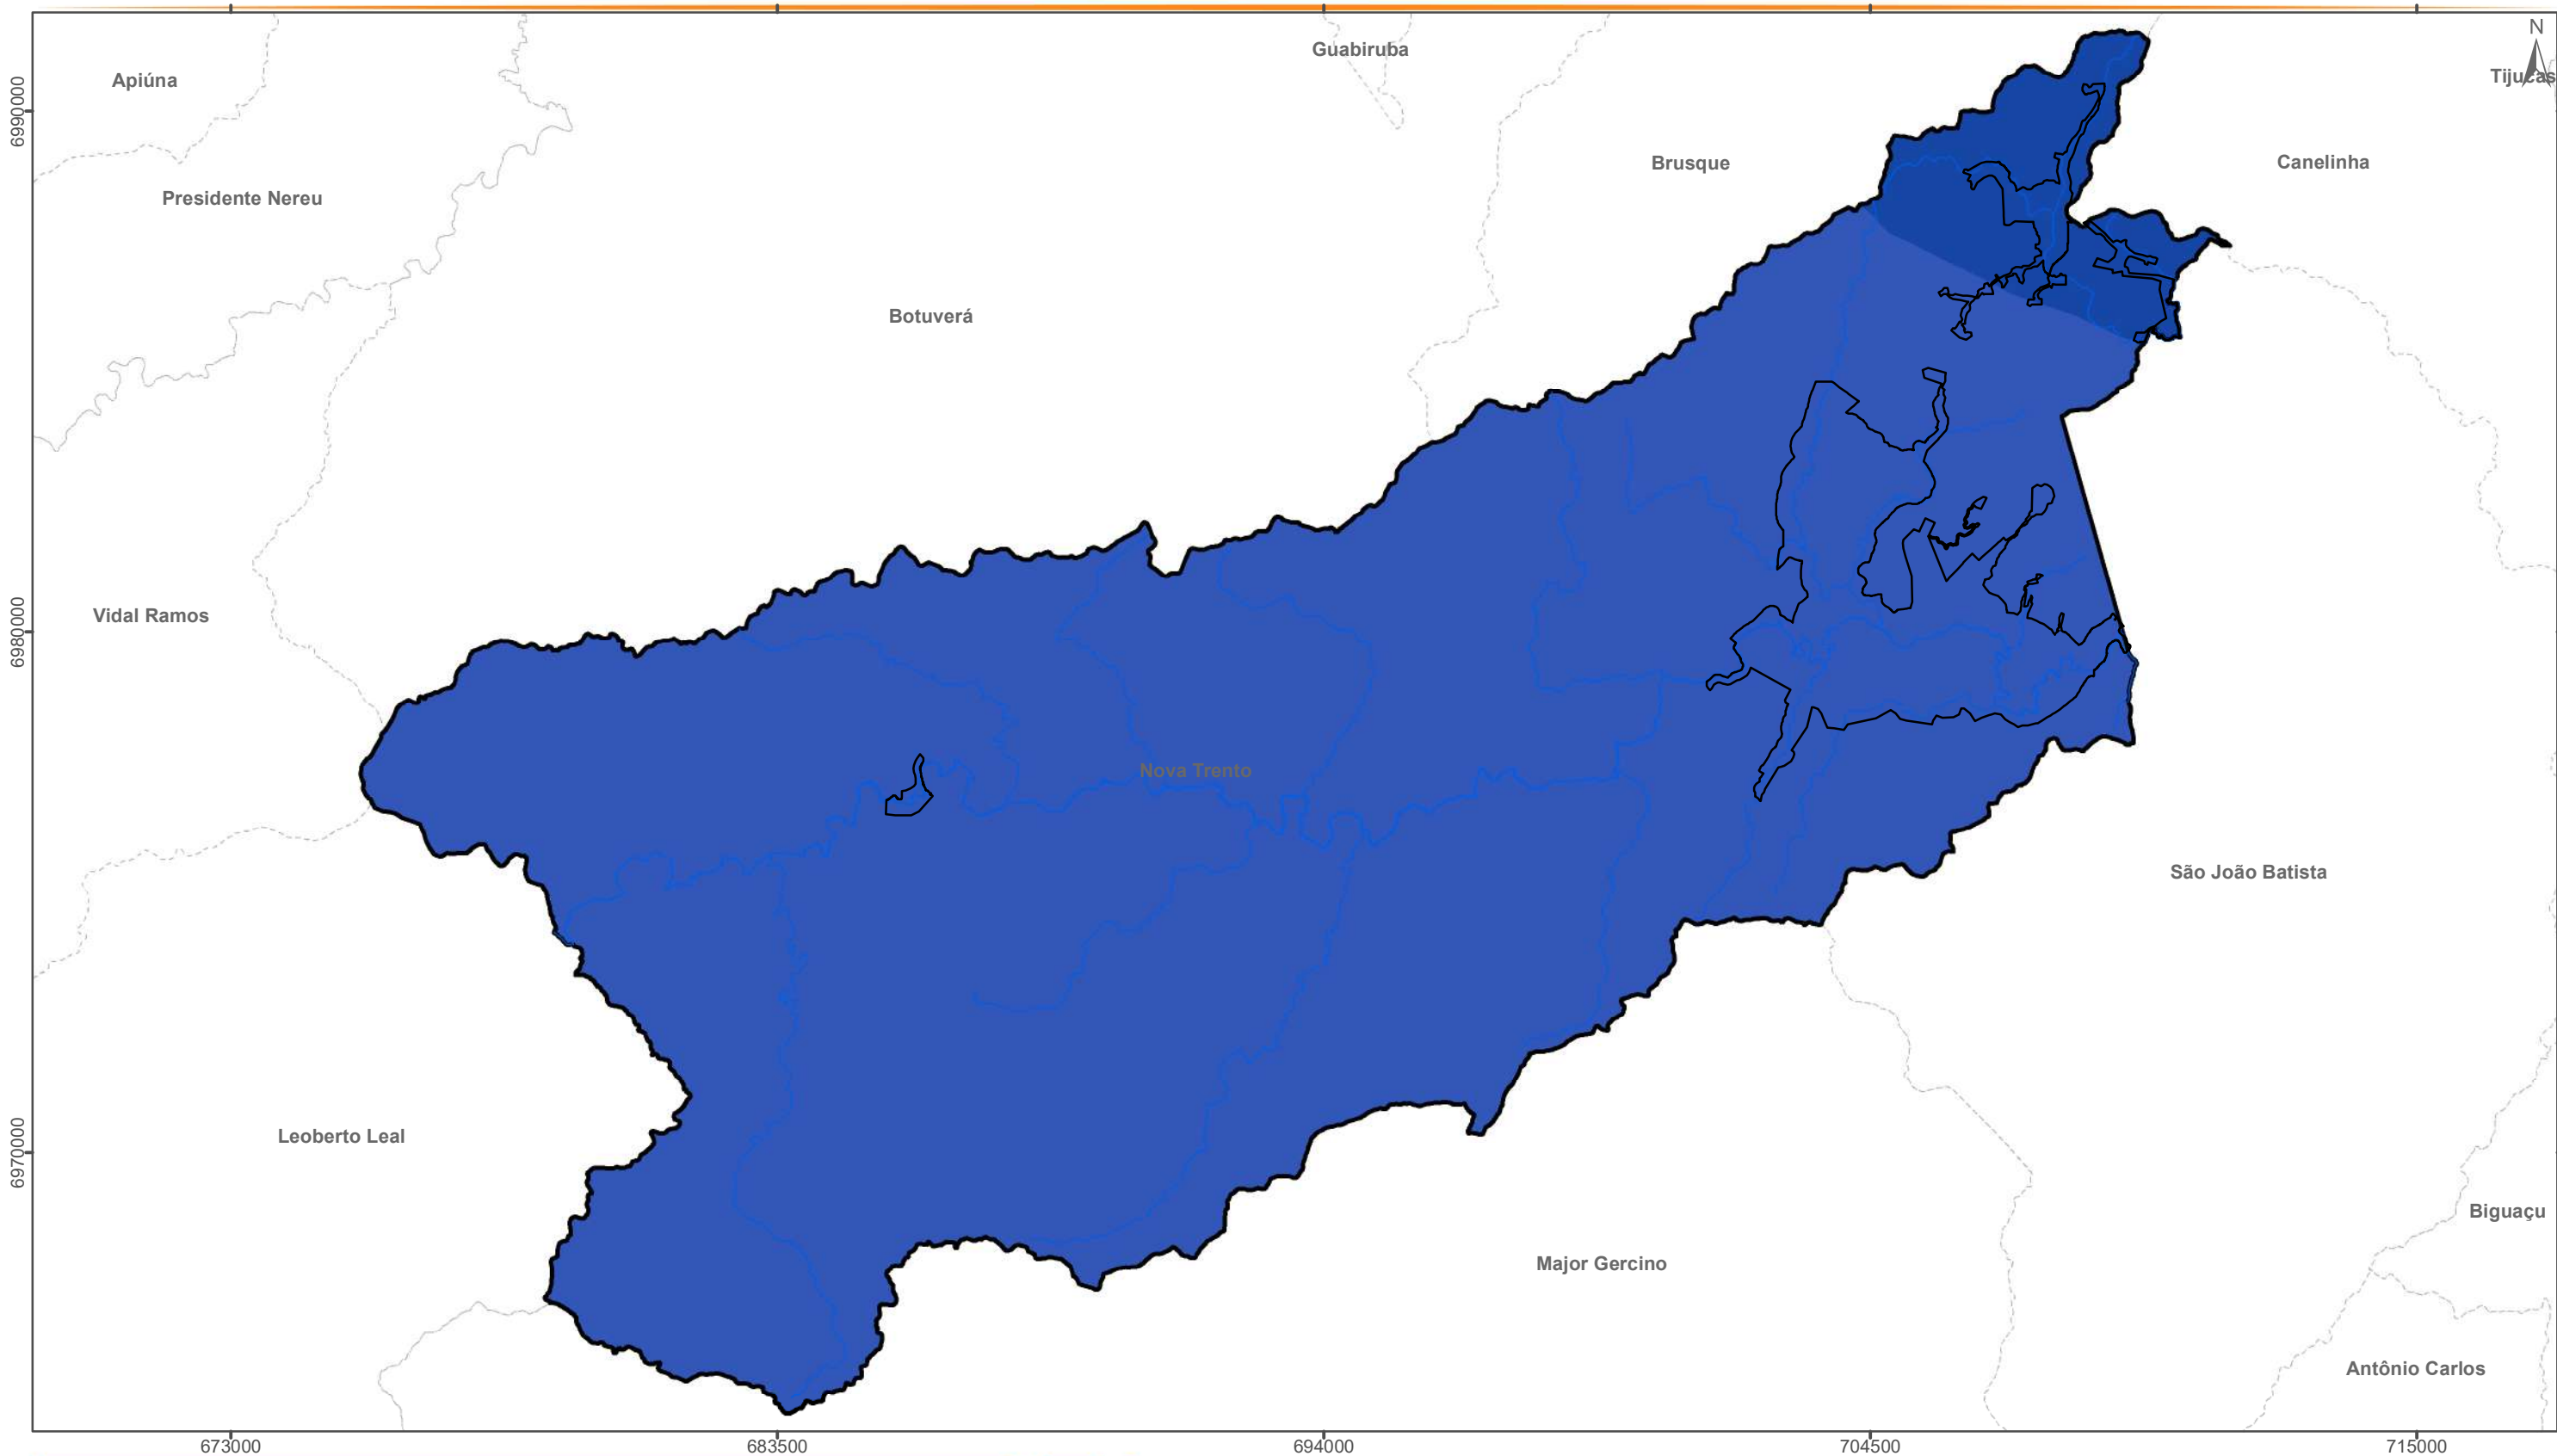 Guabiruba
N
Apiúna
Tijucas
6990000
Brusque
Canelinha
Presidente Nereu
Botuverá
Vidal Ramos
6980000
Nova Trento
São João Batista
Leoberto Leal
6970000
Biguaçu
Major Gercino
Antônio Carlos
673000
683500
694000
704500
715000